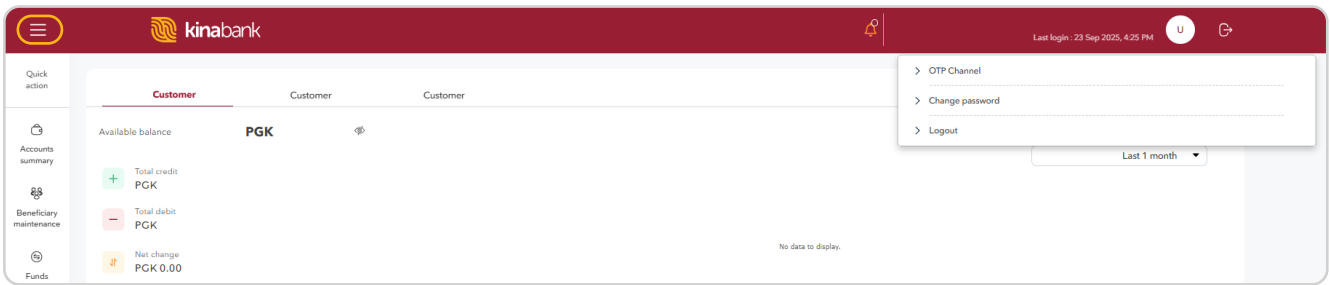 kinabank
Last login : 23 Sep 2025, 4:25 PM
U
Quick
action
OTP Channel
Change password
Logout
Customer
Customer
Customer
Available balance
PGK
Last 1 month
Accounts
summary
Total credit
PGK
Beneficiary
maintenance
Total debit
PGK
No data to display.
Net change
PGK 0.00
Funds